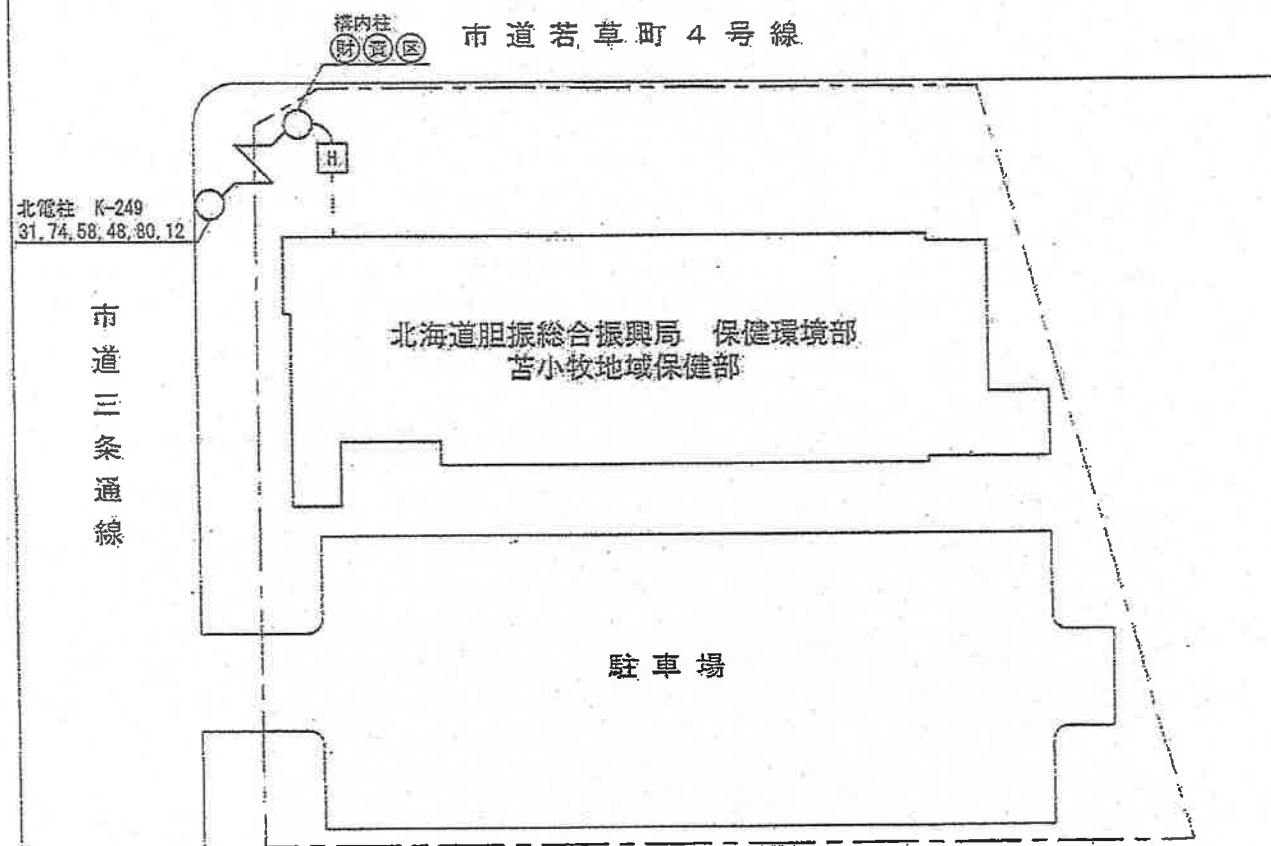 構内柱
財責区
市道若草町4号線
H
北電柱 K-249
31,74,58,48,80,12
市道三条通線
北海道胆振総合振興局 保健環境部
苫小牧地域保健部
駐車場